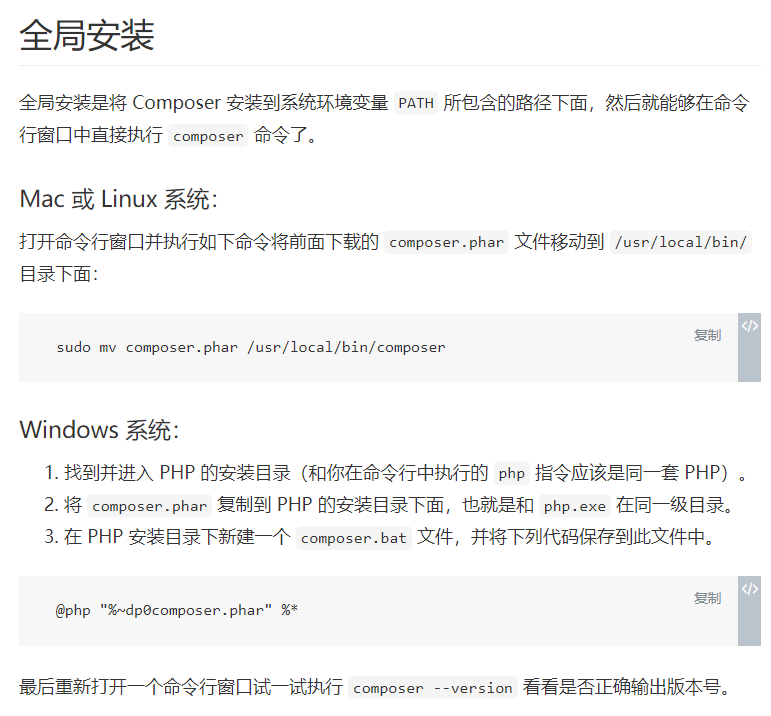 全局安装
全局安装是将 Composer 安装到系统环境变量 PATH 所包含的路径下面，然后就能够在命令
行窗口中直接执行 composer 命令了。
Mac 或 Linux 系统：
打开命令行窗口并执行如下命令将前面下载的 composer.phar 文件移动到 /usr/local/bin/
目录下面：
复制
</>
sudo mv composer.phar /usr/local/bin/composer
Windows 系统：
1. 找到并进入 PHP 的安装目录（和你在命令行中执行的 php 指令应该是同一套 PHP）。
2. 将 composer.phar 复制到 PHP 的安装目录下面，也就是和 php.exe 在同一级目录。
3. 在 PHP 安装目录下新建一个 composer.bat 文件，并将下列代码保存到此文件中。
复制
</>
@php "%~dp0composer.phar" %*
最后重新打开一个命令行窗口试一试执行 composer --version 看看是否正确输出版本号。